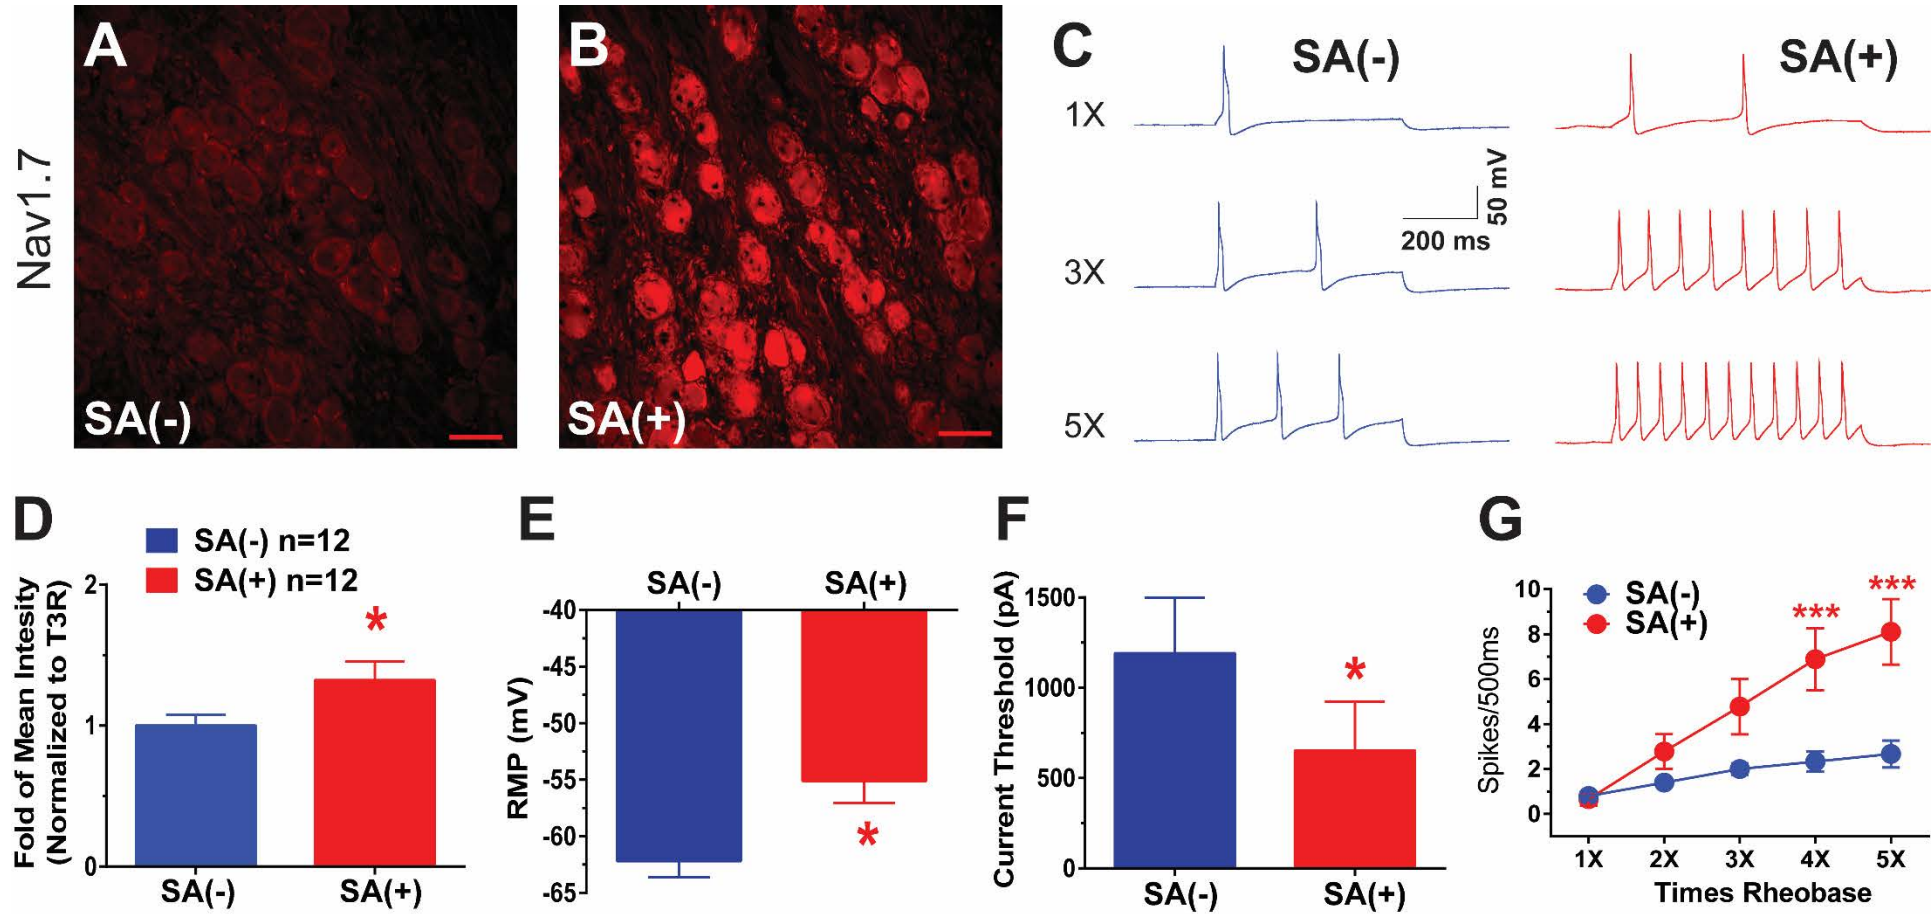 A
SA(-)
B
SA(+)
Nav1.7
C
SA(-)
SA(+)
1X
3X
5X
50 mV
200 ms
D
SA(-) n=12
SA(+) n=12
Fold of Mean Intesity
(Normalized to T3R)
2
*
1
0
SA(-)
SA(+)
E
SA(-)
SA(+)
RMP (mV)
-40
-45
-50
-55
-60
-65
*
F
Current Threshold (pA)
1500
1000
500
0
*
SA(-)
SA(+)
G
Spikes/500ms
10
8
6
4
2
0
SA(-)
SA(+)
***
***
1X
2X
3X
4X
5X
Times Rheobase